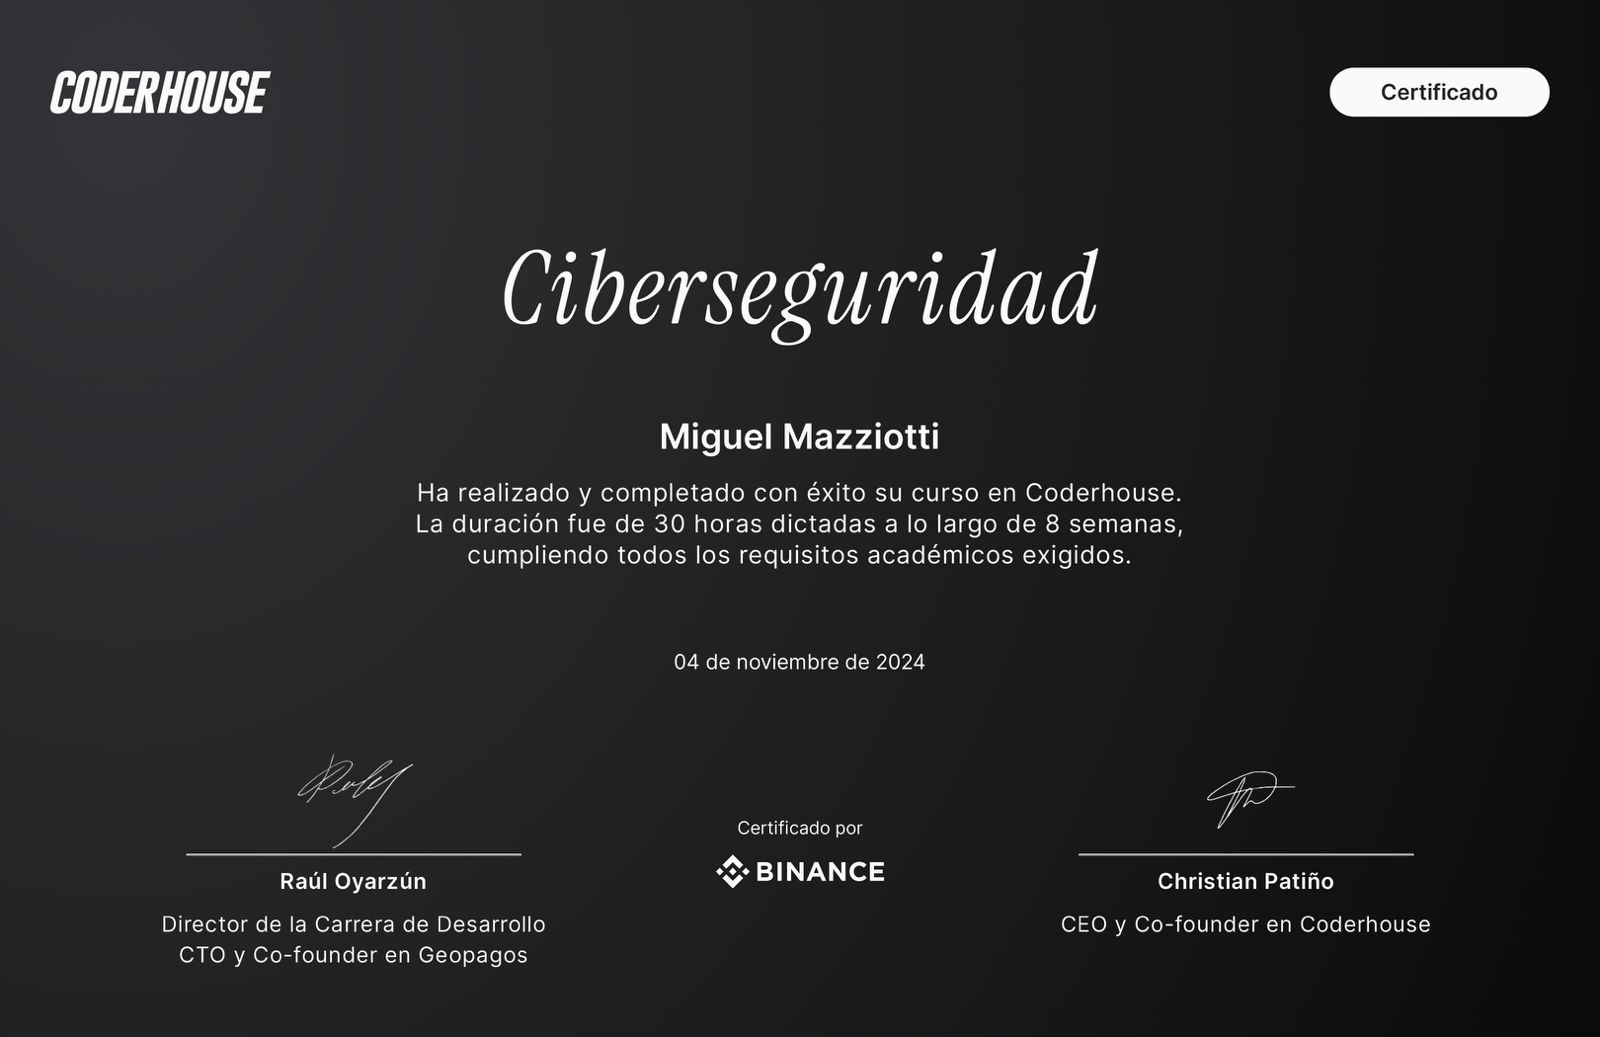 CODERHOUSE
Certificado
Ciberseguridad
Miguel Mazziotti
Ha realizado y completado con éxito su curso en Coderhouse.
La duración fue de 30 horas dictadas a lo largo de 8 semanas,
cumpliendo todos los requisitos académicos exigidos.
04 de noviembre de 2024
Raúl Oyarzún
Director de la Carrera de Desarrollo
CTO y Co-founder en Geopagos
Certificado por
BINANCE
Christian Patiño
CEO y Co-founder en Coderhouse